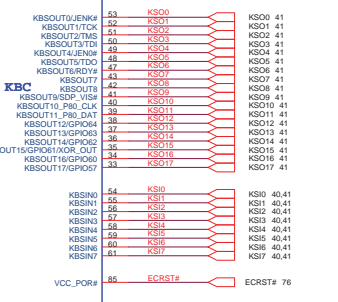 KBSOUT0/JENK# 53 KSO0 KSO0 41
KBSOUT1/TCK 52 KSO1 KSO1 41
KBSOUT2/TMS 51 KSO2 KSO2 41
KBSOUT3/TDI 50 KSO3 KSO3 41
KBSOUT4/JEN0# 49 KSO4 KSO4 41
KBSOUT5/TDO 48 KSO5 KSO5 41
KBSOUT6/RDY# 47 KSO6 KSO6 41
KBSOUT7 43 KSO7 KSO7 41
KBC KBSOUT8 42 KSO8 KSO8 41
KBSOUT9/SDP_VIS# 41 KSO9 KSO9 41
KBSOUT10_P80_CLK 40 KSO10 KSO10 41
KBSOUT11_P80_DAT 39 KSO11 KSO11 41
KBSOUT12/GPIO64 38 KSO12 KSO12 41
KBSOUT13/GPIO63 37 KSO13 KSO13 41
KBSOUT14/GPIO62 36 KSO14 KSO14 41
OUT15/GPIO61/XOR_OUT 35 KSO15 KSO15 41
KBSOUT16/GPIO60 34 KSO16 KSO16 41
KBSOUT17/GPIO57 33 KSO17 KSO17 41
KBSIN0 54 KSI0 KSI0 40,41
KBSIN1 55 KSI1 KSI1 40,41
KBSIN2 56 KSI2 KSI2 40,41
KBSIN3 57 KSI3 KSI3 40,41
KBSIN4 58 KSI4 KSI4 40,41
KBSIN5 59 KSI5 KSI5 40,41
KBSIN6 60 KSI6 KSI6 40,41
KBSIN7 61 KSI7 KSI7 40,41
VCC_POR# 85 ECRST# ECRST# 76